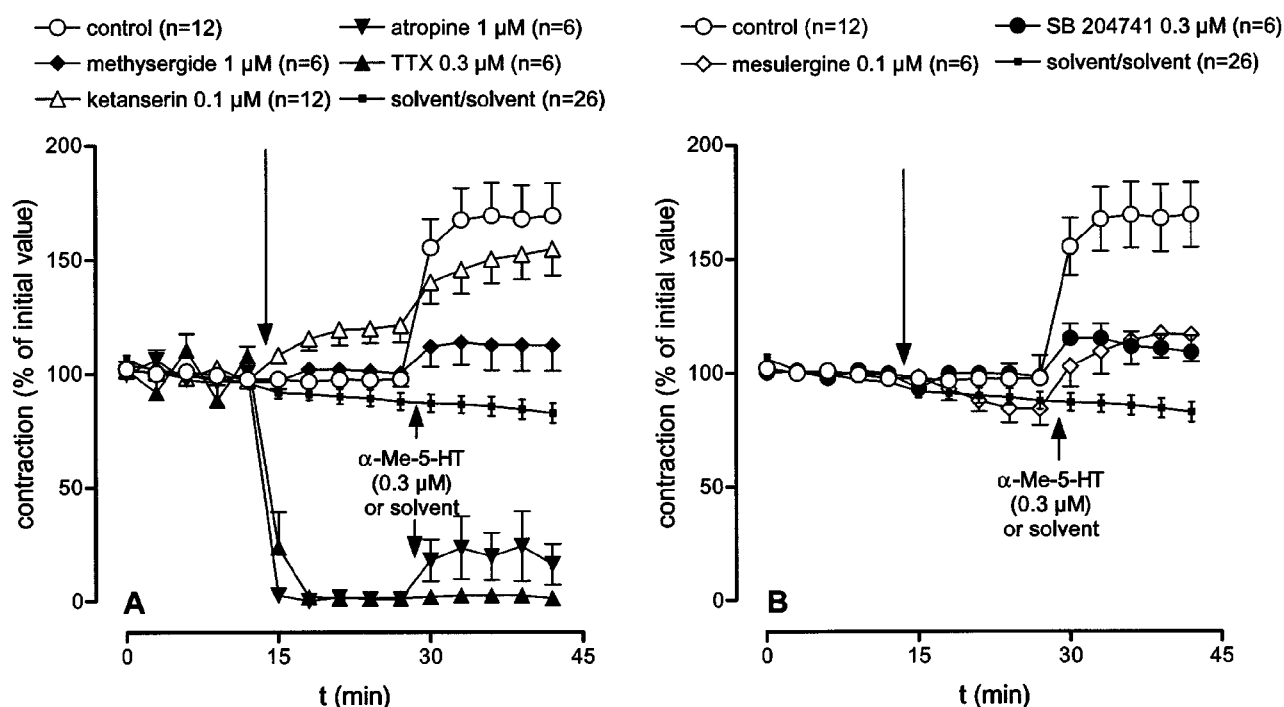 control (n=12)
atropine 1 µM (n=6)
methysergide 1 µM (n=6)
TTX 0.3 µM (n=6)
ketanserin 0.1 µM (n=12)
solvent/solvent (n=26)
contraction (% of initial value)
200
150
100
50
0
α-Me-5-HT
(0.3 µM)
or solvent
A
0
15
30
45
t (min)
control (n=12)
SB 204741 0.3 µM (n=6)
mesulergine 0.1 µM (n=6)
solvent/solvent (n=26)
contraction (% of initial value)
200
150
100
50
0
α-Me-5-HT
(0.3 µM)
or solvent
B
0
15
30
45
t (min)